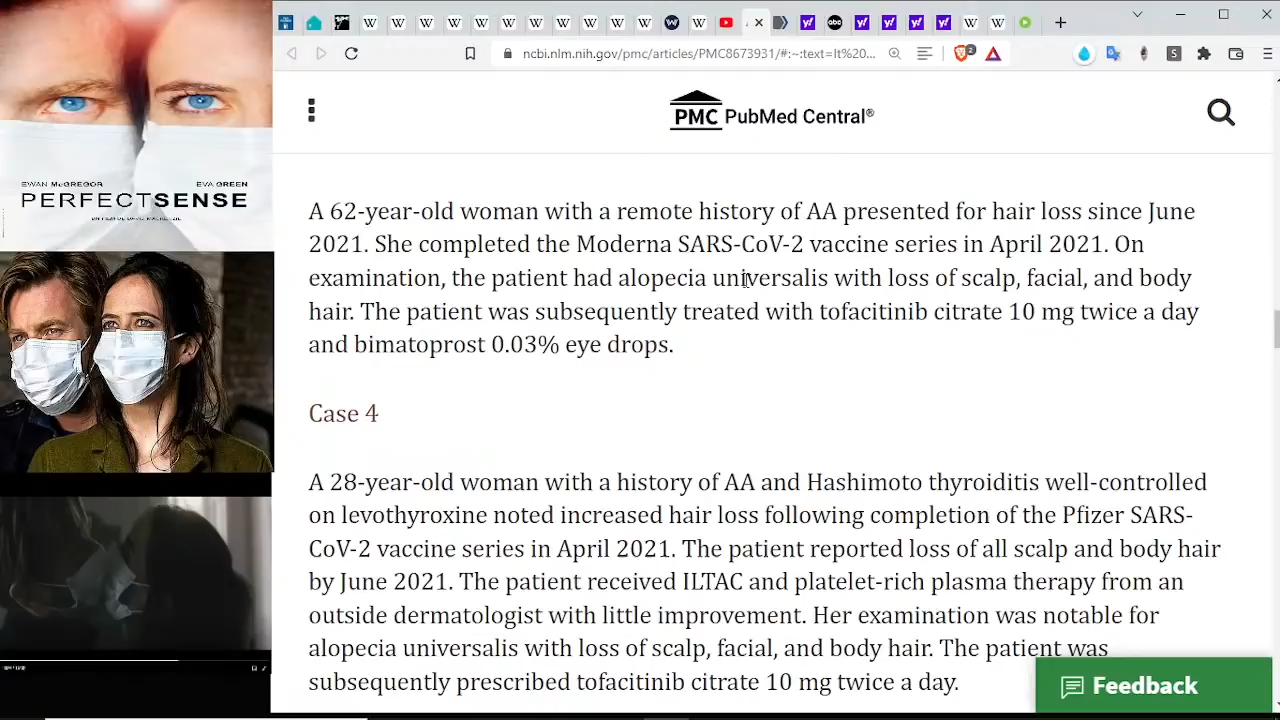 ncbi.nlm.nih.gov/pmc/articles/PMC8673931/#:~:text=It%20...
PMC PubMed Central®
EWAN McGREGOR EVA GREEN
PERFECTSENSE
A 62-year-old woman with a remote history of AA presented for hair loss since June
2021. She completed the Moderna SARS-CoV-2 vaccine series in April 2021. On
examination, the patient had alopecia universalis with loss of scalp, facial, and body
hair. The patient was subsequently treated with tofacitinib citrate 10 mg twice a day
and bimatoprost 0.03% eye drops.
Case 4
A 28-year-old woman with a history of AA and Hashimoto thyroiditis well-controlled
on levothyroxine noted increased hair loss following completion of the Pfizer SARS-
CoV-2 vaccine series in April 2021. The patient reported loss of all scalp and body hair
by June 2021. The patient received ILTAC and platelet-rich plasma therapy from an
outside dermatologist with little improvement. Her examination was notable for
alopecia universalis with loss of scalp, facial, and body hair. The patient was
subsequently prescribed tofacitinib citrate 10 mg twice a day.
Feedback